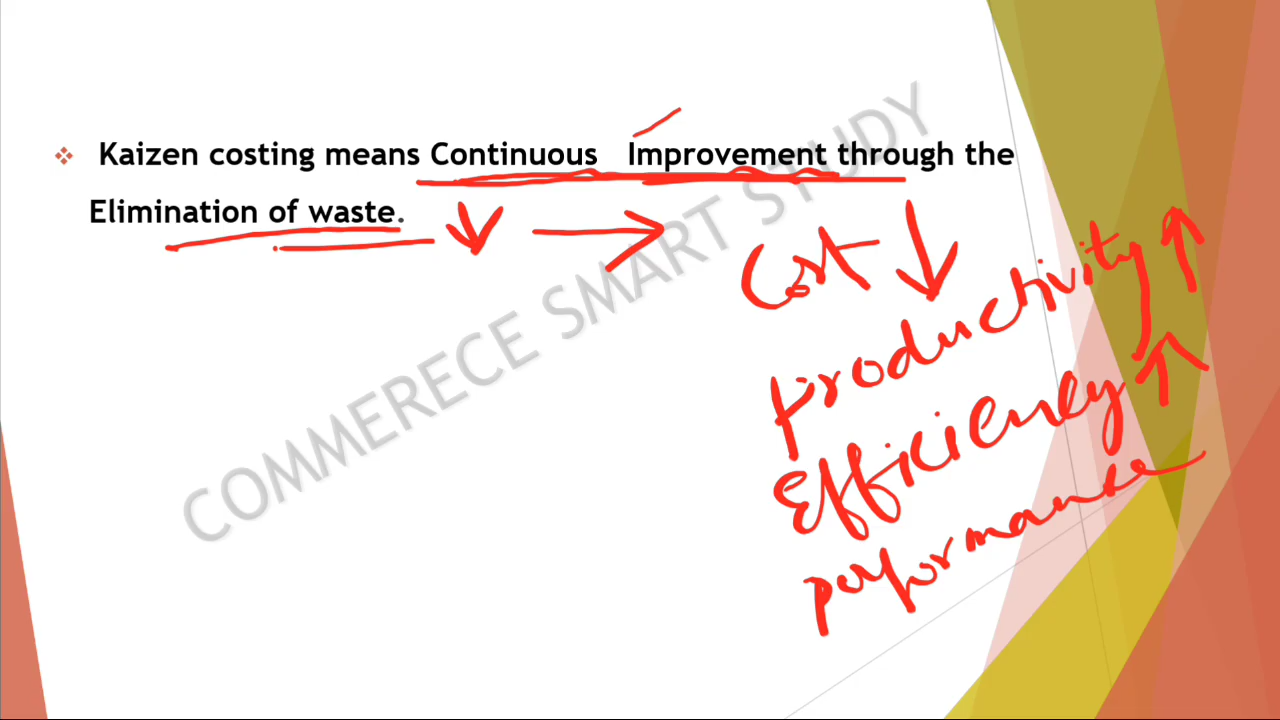 ❖ Kaizen costing means Continuous Improvement through the
Elimination of waste.
COMMERECE SMART STUDY
Cost
Productivity
Efficiency
performance